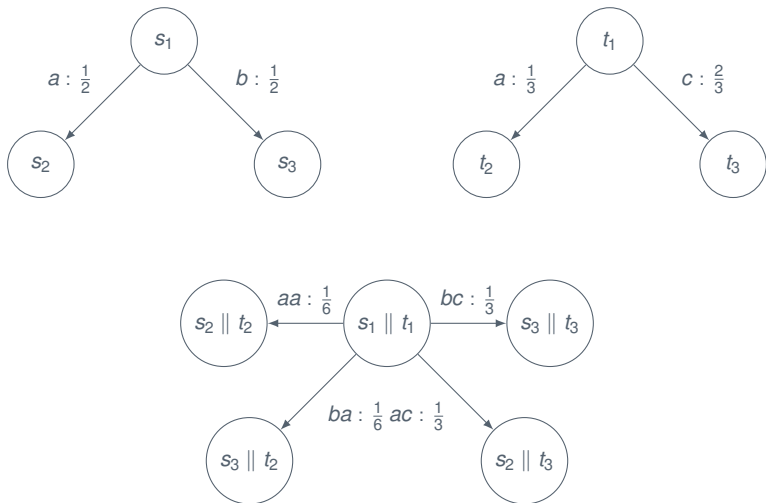 s₁ t₁
a : 1/2 b : 1/2 a : 1/3 c : 2/3
s₂ s₃ t₂ t₃
aa : 1/6 bc : 1/3
s₂ ∥ t₂ s₁ ∥ t₁ s₃ ∥ t₃
ba : 1/6 ac : 1/3
s₃ ∥ t₂ s₂ ∥ t₃